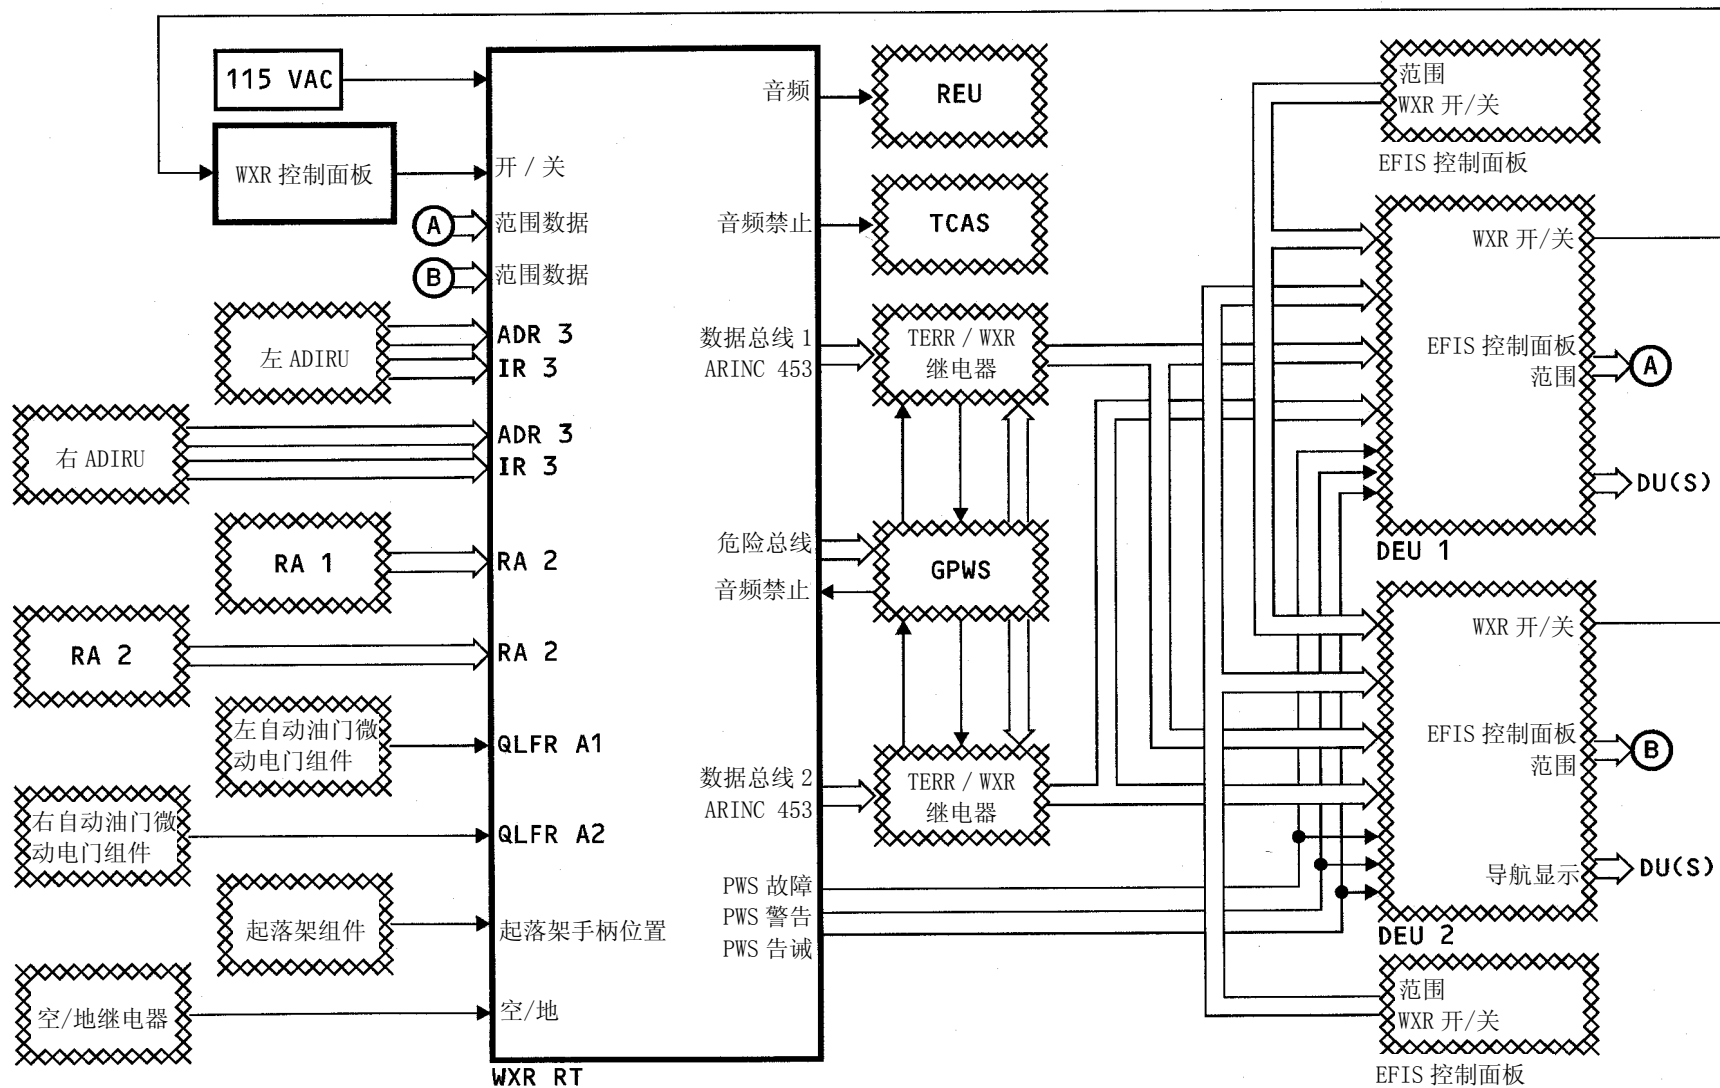 115 VAC
WXR 控制面板
A
B
左 ADIRU
右 ADIRU
RA 1
RA 2
左自动油门微
动电门组件
右自动油门微
动电门组件
起落架组件
空/地继电器
开 / 关
范围数据
范围数据
ADR 3
IR 3
ADR 3
IR 3
RA 2
RA 2
QLFR A1
QLFR A2
起落架手柄位置
空/地
音频
音频禁止
数据总线 1
ARINC 453
危险总线
音频禁止
数据总线 2
ARINC 453
PWS 故障
PWS 警告
PWS 告诫
WXR RT
REU
TCAS
TERR / WXR
继电器
GPWS
TERR / WXR
继电器
范围
WXR 开/关
EFIS 控制面板
WXR 开/关
EFIS 控制面板
范围
A
DU(S)
DEU 1
WXR 开/关
EFIS 控制面板
范围
B
导航显示
DU(S)
DEU 2
范围
WXR 开/关
EFIS 控制面板